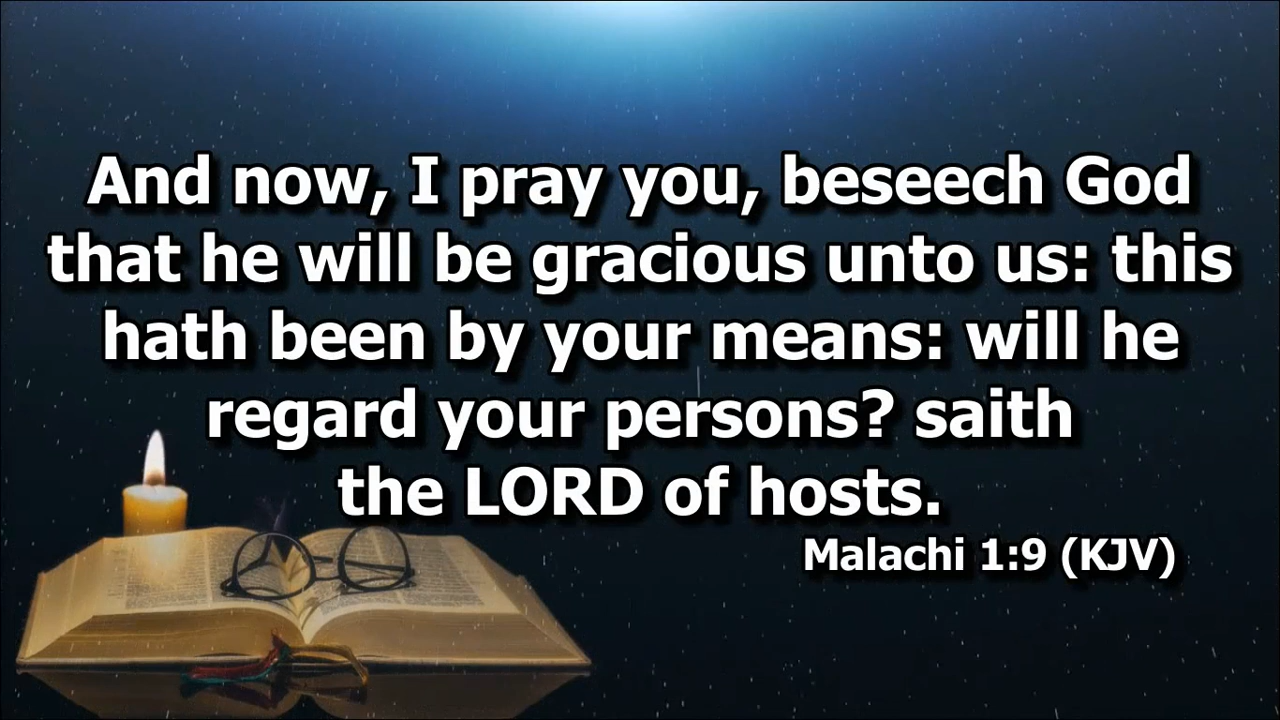 And now, I pray you, beseech God
that he will be gracious unto us: this
hath been by your means: will he
regard your persons? saith
the LORD of hosts.
Malachi 1:9 (KJV)